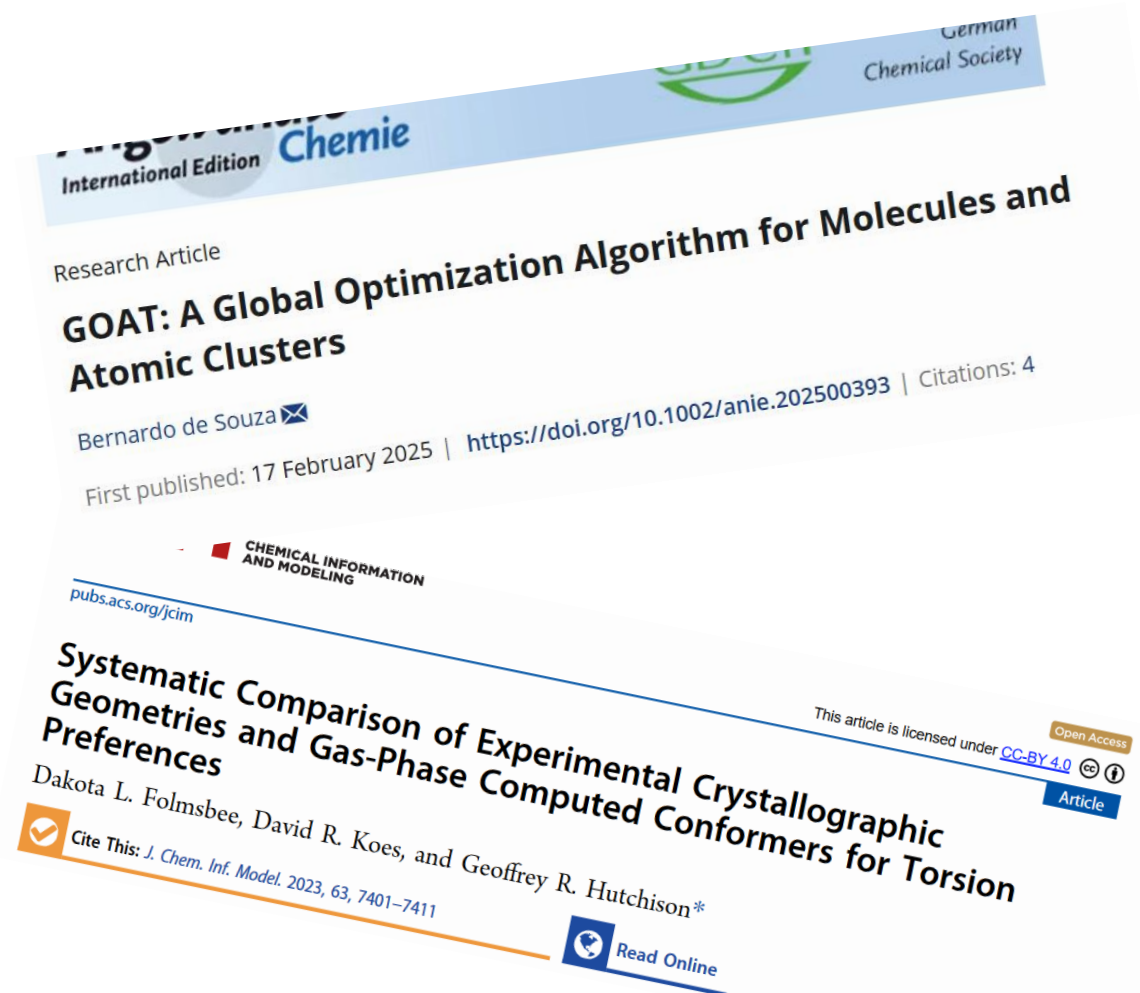 German
Chemical Society
International Edition Chemie
Research Article
GOAT: A Global Optimization Algorithm for Molecules and
Atomic Clusters
Bernardo de Souza
First published: 17 February 2025 | https://doi.org/10.1002/anie.202500393 | Citations: 4
CHEMICAL INFORMATION
AND MODELING
pubs.acs.org/jcim
This article is licensed under CC-BY 4.0
Open Access
Article
Systematic Comparison of Experimental Crystallographic
Geometries and Gas-Phase Computed Conformers for Torsion
Preferences
Dakota L. Folmsbee, David R. Koes, and Geoffrey R. Hutchison*
Cite This: J. Chem. Inf. Model. 2023, 63, 7401–7411
Read Online